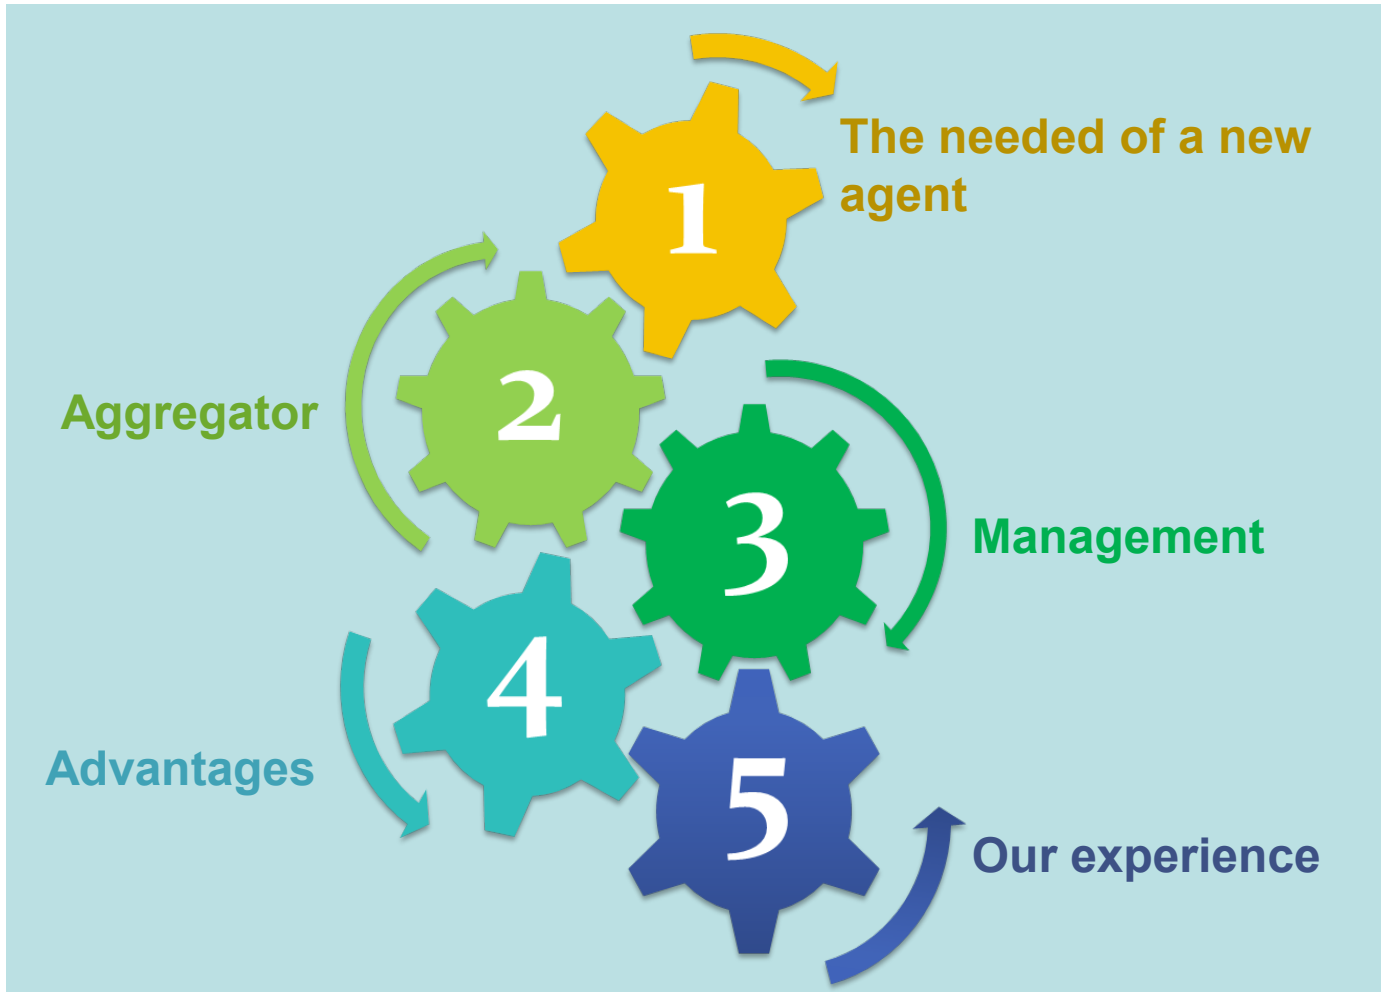 1
The needed of a new
agent
2
Aggregator
3
Management
4
Advantages
5
Our experience